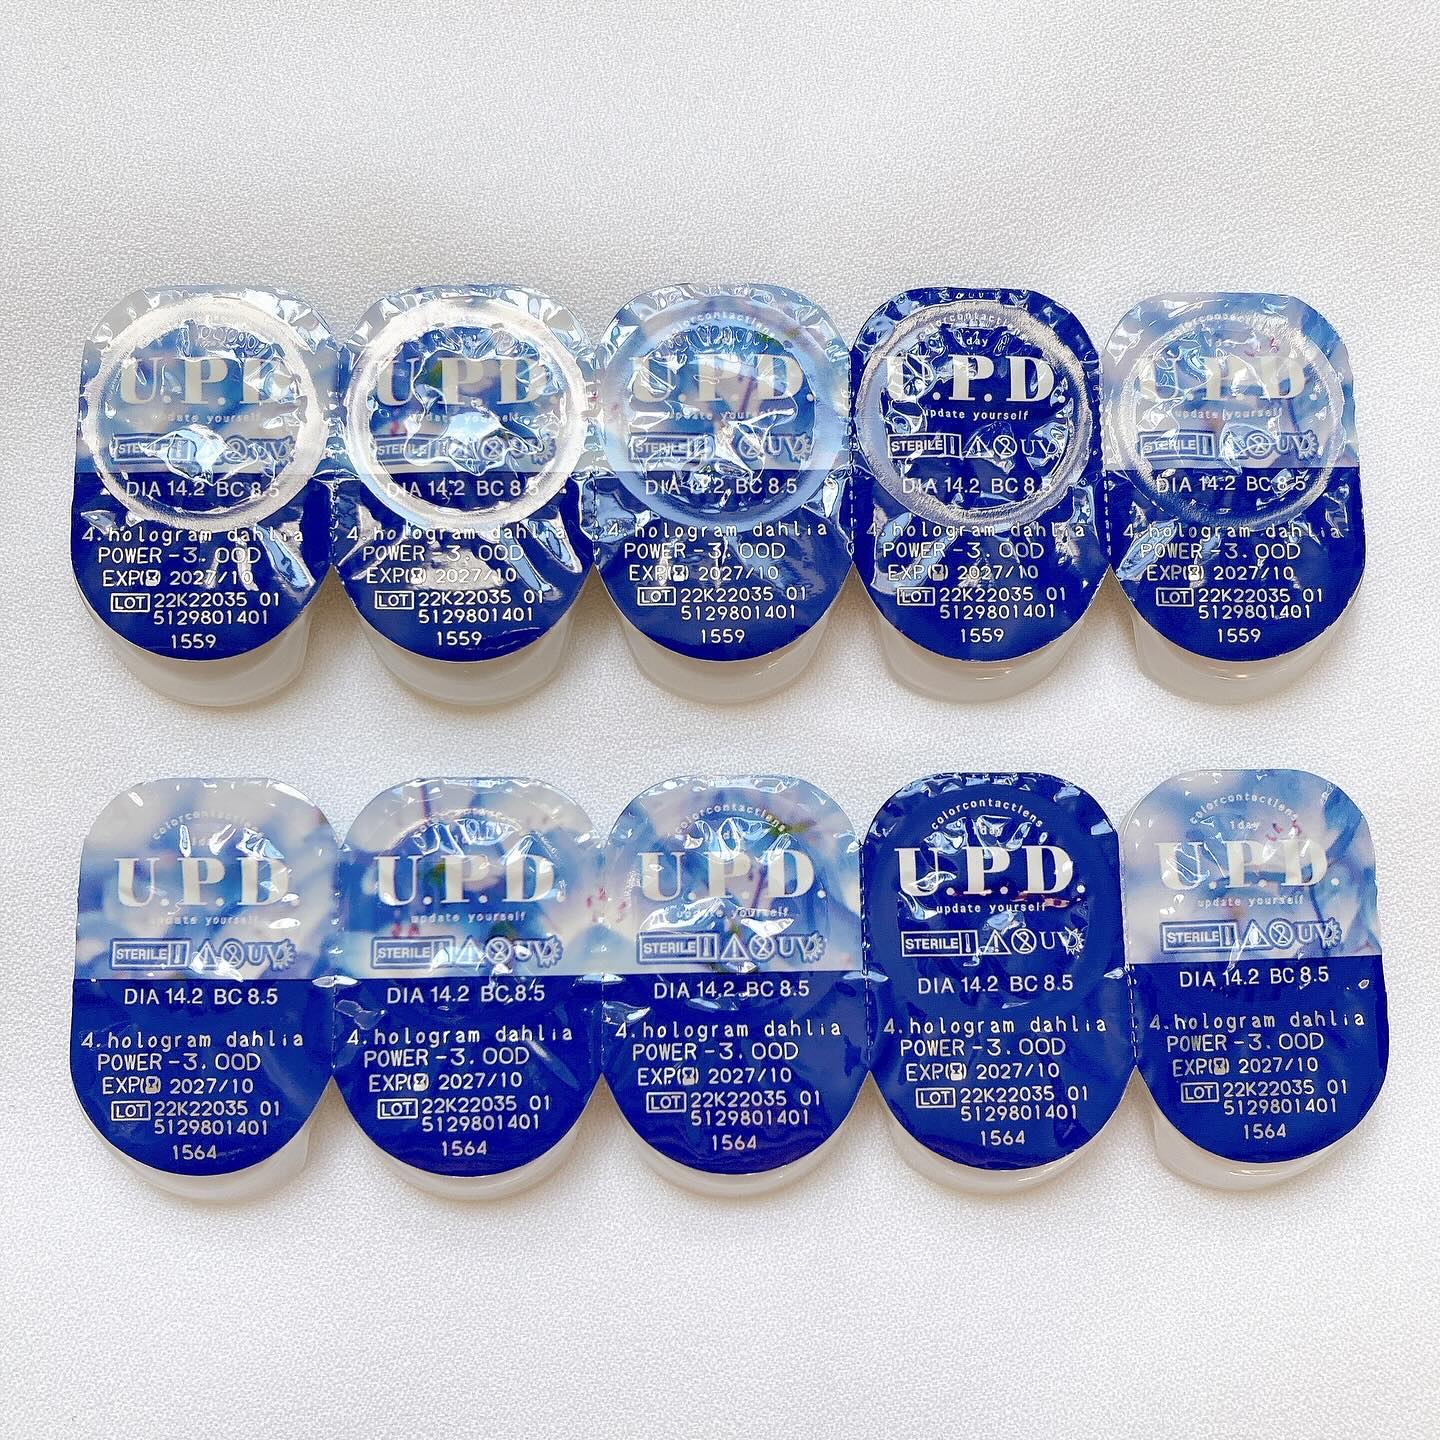 U.P.D.
update yourself
STERILE UV
DIA 14.2 BC 8.5
4.hologram dahlia
POWER -3.00D
EXP 2027/10
LOT 22K22035 01
5129801401
1559
U.P.D.
update yourself
STERILE UV
DIA 14.2 BC 8.5
4.hologram dahlia
POWER -3.00D
EXP 2027/10
LOT 22K22035 01
5129801401
1559
colorcontactlens
U.P.D.
update yourself
STERILE UV
DIA 14.2 BC 8.5
4.hologram dahlia
POWER -3.00D
EXP 2027/10
LOT 22K22035 01
5129801401
1559
colorcontactlens
1day
U.P.D.
update yourself
STERILE UV
DIA 14.2 BC 8.5
4.hologram dahlia
POWER -3.00D
EXP 2027/10
LOT 22K22035 01
5129801401
1559
colorcontactlens
1day
U.P.D.
update yourself
STERILE UV
DIA 14.2 BC 8.5
4.hologram dahlia
POWER -3.00D
EXP 2027/10
LOT 22K22035 01
5129801401
1559
colorcontactlens
U.P.D.
update yourself
STERILE UV
DIA 14.2 BC 8.5
4.hologram dahlia
POWER -3.00D
EXP 2027/10
LOT 22K22035 01
5129801401
1564
U.P.D.
update yourself
STERILE UV
DIA 14.2 BC 8.5
4.hologram dahlia
POWER -3.00D
EXP 2027/10
LOT 22K22035 01
5129801401
1564
colorcontactlens
1day
U.P.D.
update yourself
STERILE UV
DIA 14.2 BC 8.5
4.hologram dahlia
POWER -3.00D
EXP 2027/10
LOT 22K22035 01
5129801401
1564
colorcontactlens
1day
U.P.D.
update yourself
STERILE UV
DIA 14.2 BC 8.5
4.hologram dahlia
POWER -3.00D
EXP 2027/10
LOT 22K22035 01
5129801401
1564
colorcontactlens
1day
U.P.D.
update yourself
STERILE UV
DIA 14.2 BC 8.5
4.hologram dahlia
POWER -3.00D
EXP 2027/10
LOT 22K22035 01
5129801401
1564